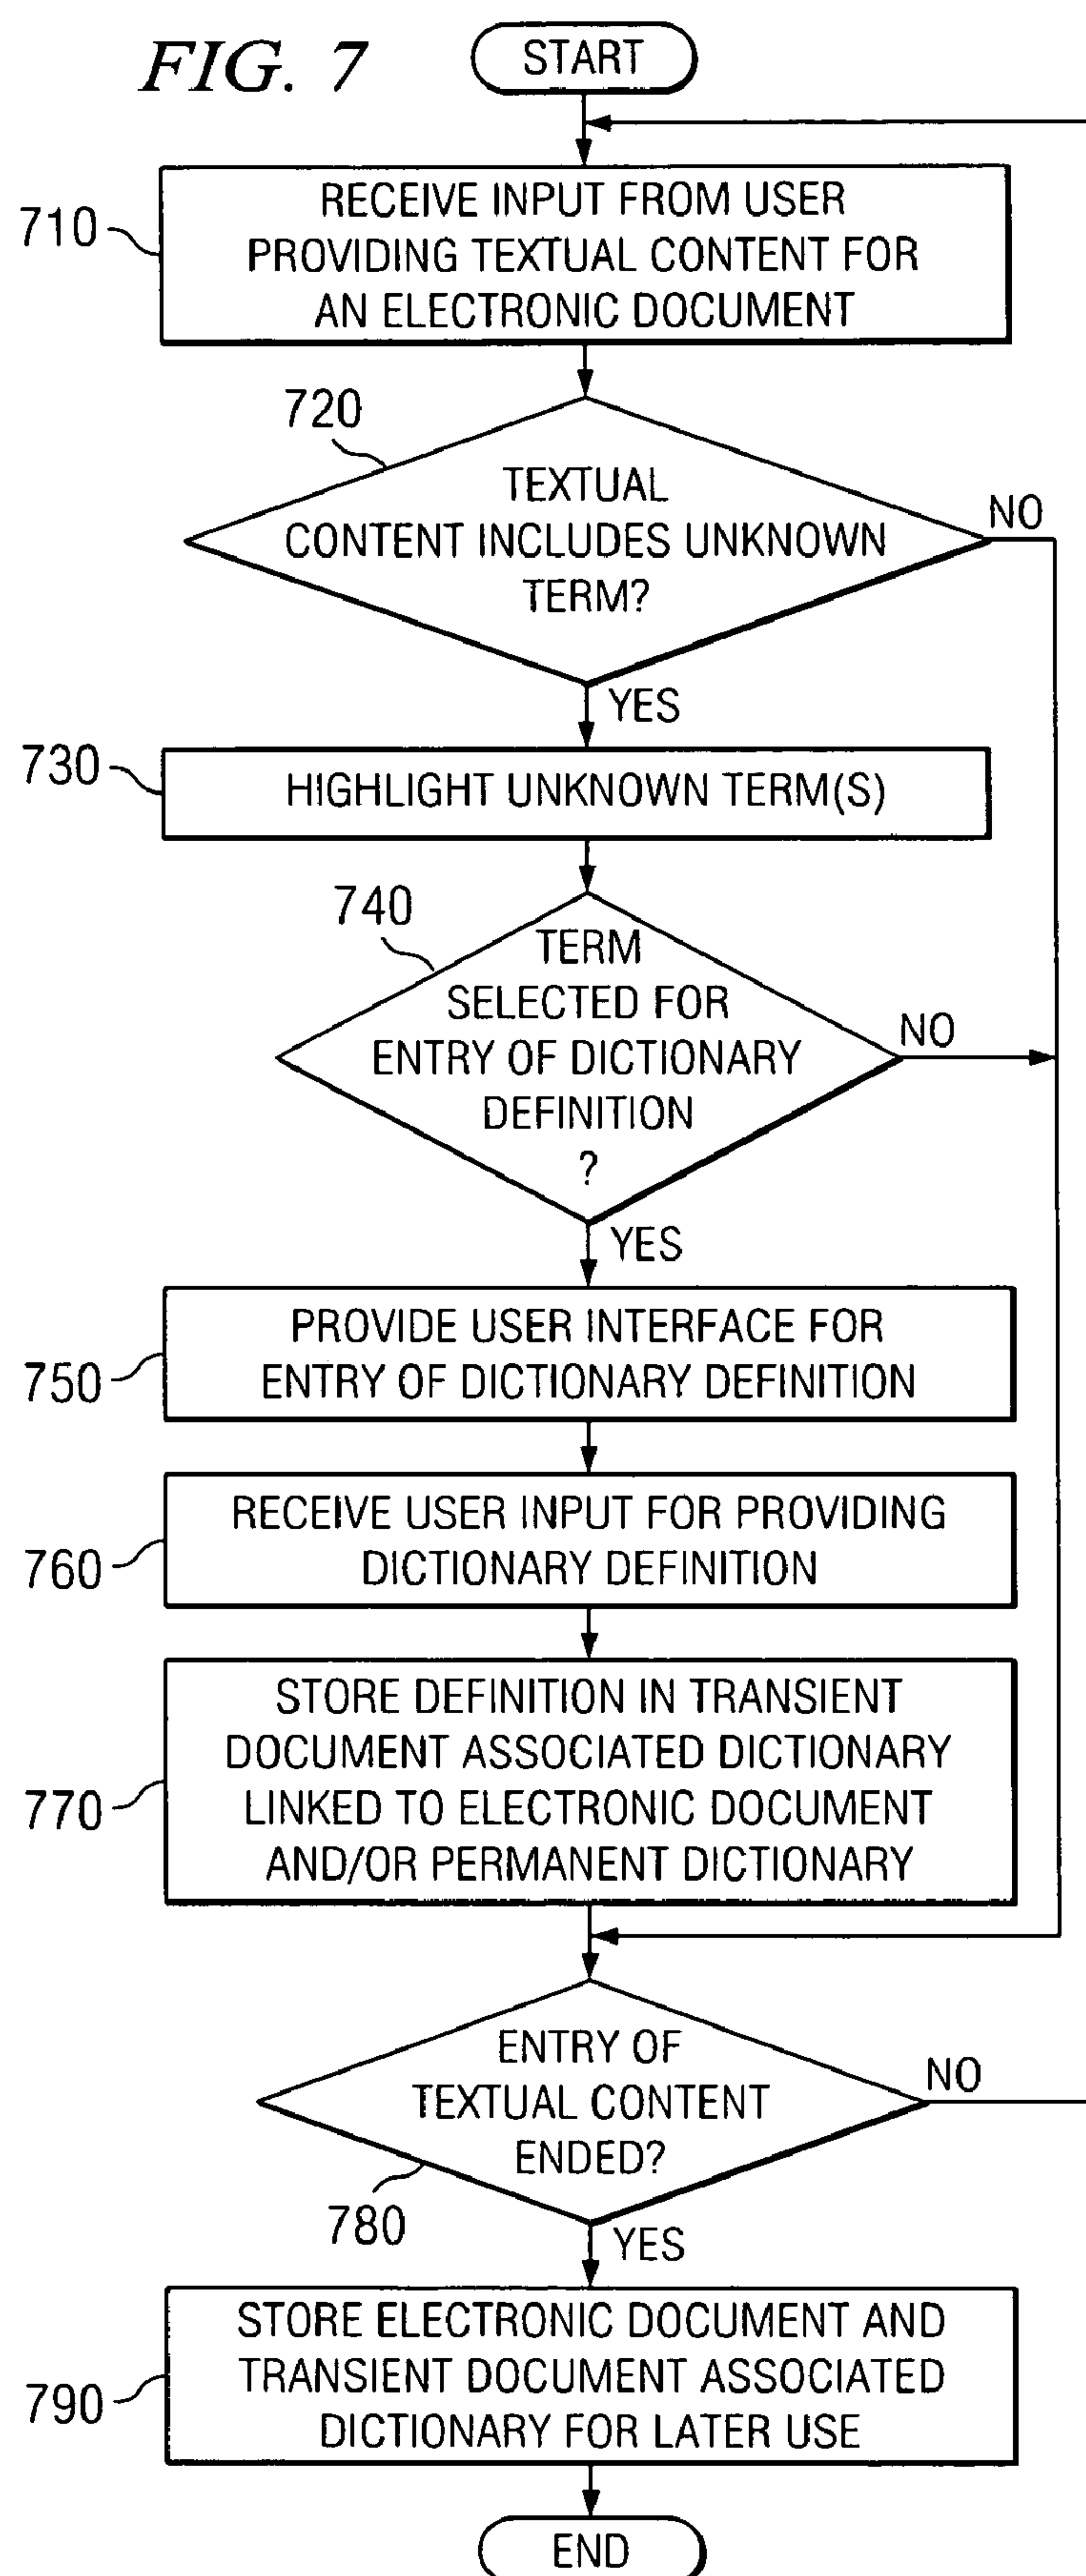 FIG. 7
START
710
RECEIVE INPUT FROM USER
PROVIDING TEXTUAL CONTENT FOR
AN ELECTRONIC DOCUMENT
720
TEXTUAL
CONTENT INCLUDES UNKNOWN
TERM?
NO
YES
730
HIGHLIGHT UNKNOWN TERM(S)
740
TERM
SELECTED FOR
ENTRY OF DICTIONARY
DEFINITION
?
NO
YES
750
PROVIDE USER INTERFACE FOR
ENTRY OF DICTIONARY DEFINITION
760
RECEIVE USER INPUT FOR PROVIDING
DICTIONARY DEFINITION
770
STORE DEFINITION IN TRANSIENT
DOCUMENT ASSOCIATED DICTIONARY
LINKED TO ELECTRONIC DOCUMENT
AND/OR PERMANENT DICTIONARY
ENTRY OF
TEXTUAL CONTENT
ENDED?
NO
780
YES
790
STORE ELECTRONIC DOCUMENT AND
TRANSIENT DOCUMENT ASSOCIATED
DICTIONARY FOR LATER USE
END